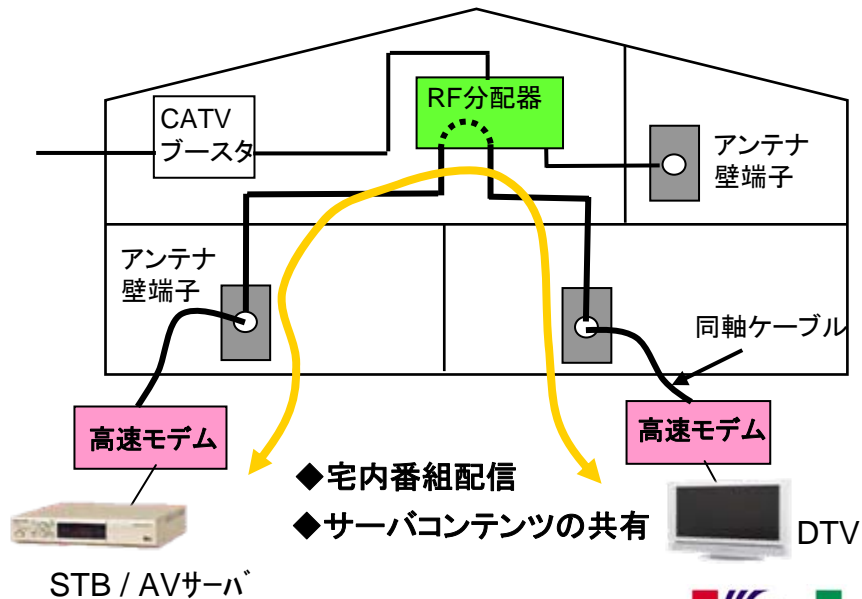 RF分配器
CATV
ブースタ
アンテナ
壁端子
アンテナ
壁端子
同軸ケーブル
高速モデム
高速モデム
◆宅内番組配信
◆サーバコンテンツの共有
DTV
STB / AVｻｰﾊﾞ